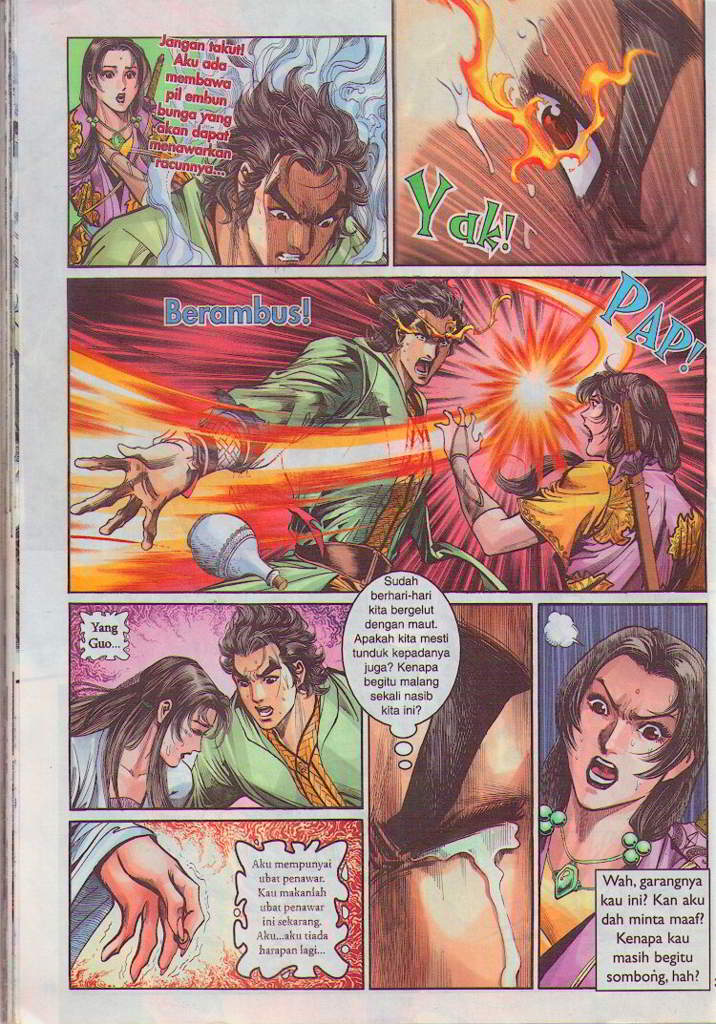 Jangan takut!
Aku ada
membawa
pil embun
bunga yang
akan dapat
menawarkan
racunnya...
Yak!
Berambus!
PAP!
Yang
Guo...
Sudah
berhari-hari
kita bergelut
dengan maut.
Apakah kita mesti
tunduk kepadanya
juga? Kenapa
begitu malang
sekali nasib
kita ini?
Aku mempunyai
ubat penawar.
Kau makanlah
ubat penawar
ini sekarang.
Aku...aku tiada
harapan lagi...
Wah, garangnya
kau ini? Kan aku
dah minta maaf?
Kenapa kau
masih begitu
sombong, hah?